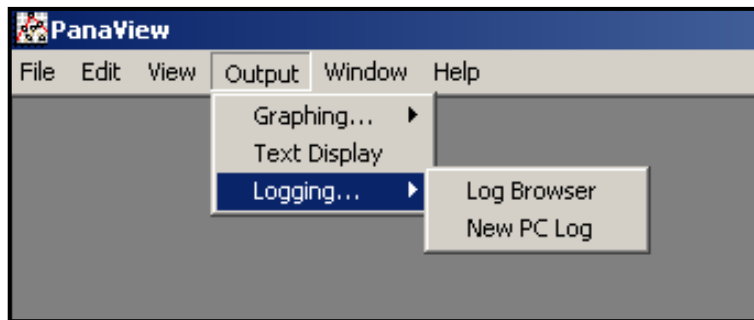 PanaView
File Edit View Output Window Help
Graphing...
Text Display
Logging... Log Browser
New PC Log